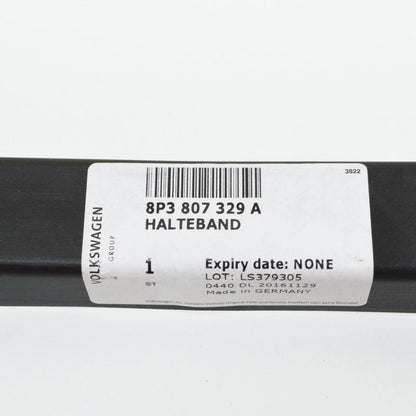 3822
8P3 807 329 A
HALTEBAND
VOLKSWAGEN
GROUP
1
ST
Expiry date: NONE
LOT: LS379305
0440 DL 20161129
Made in GERMANY